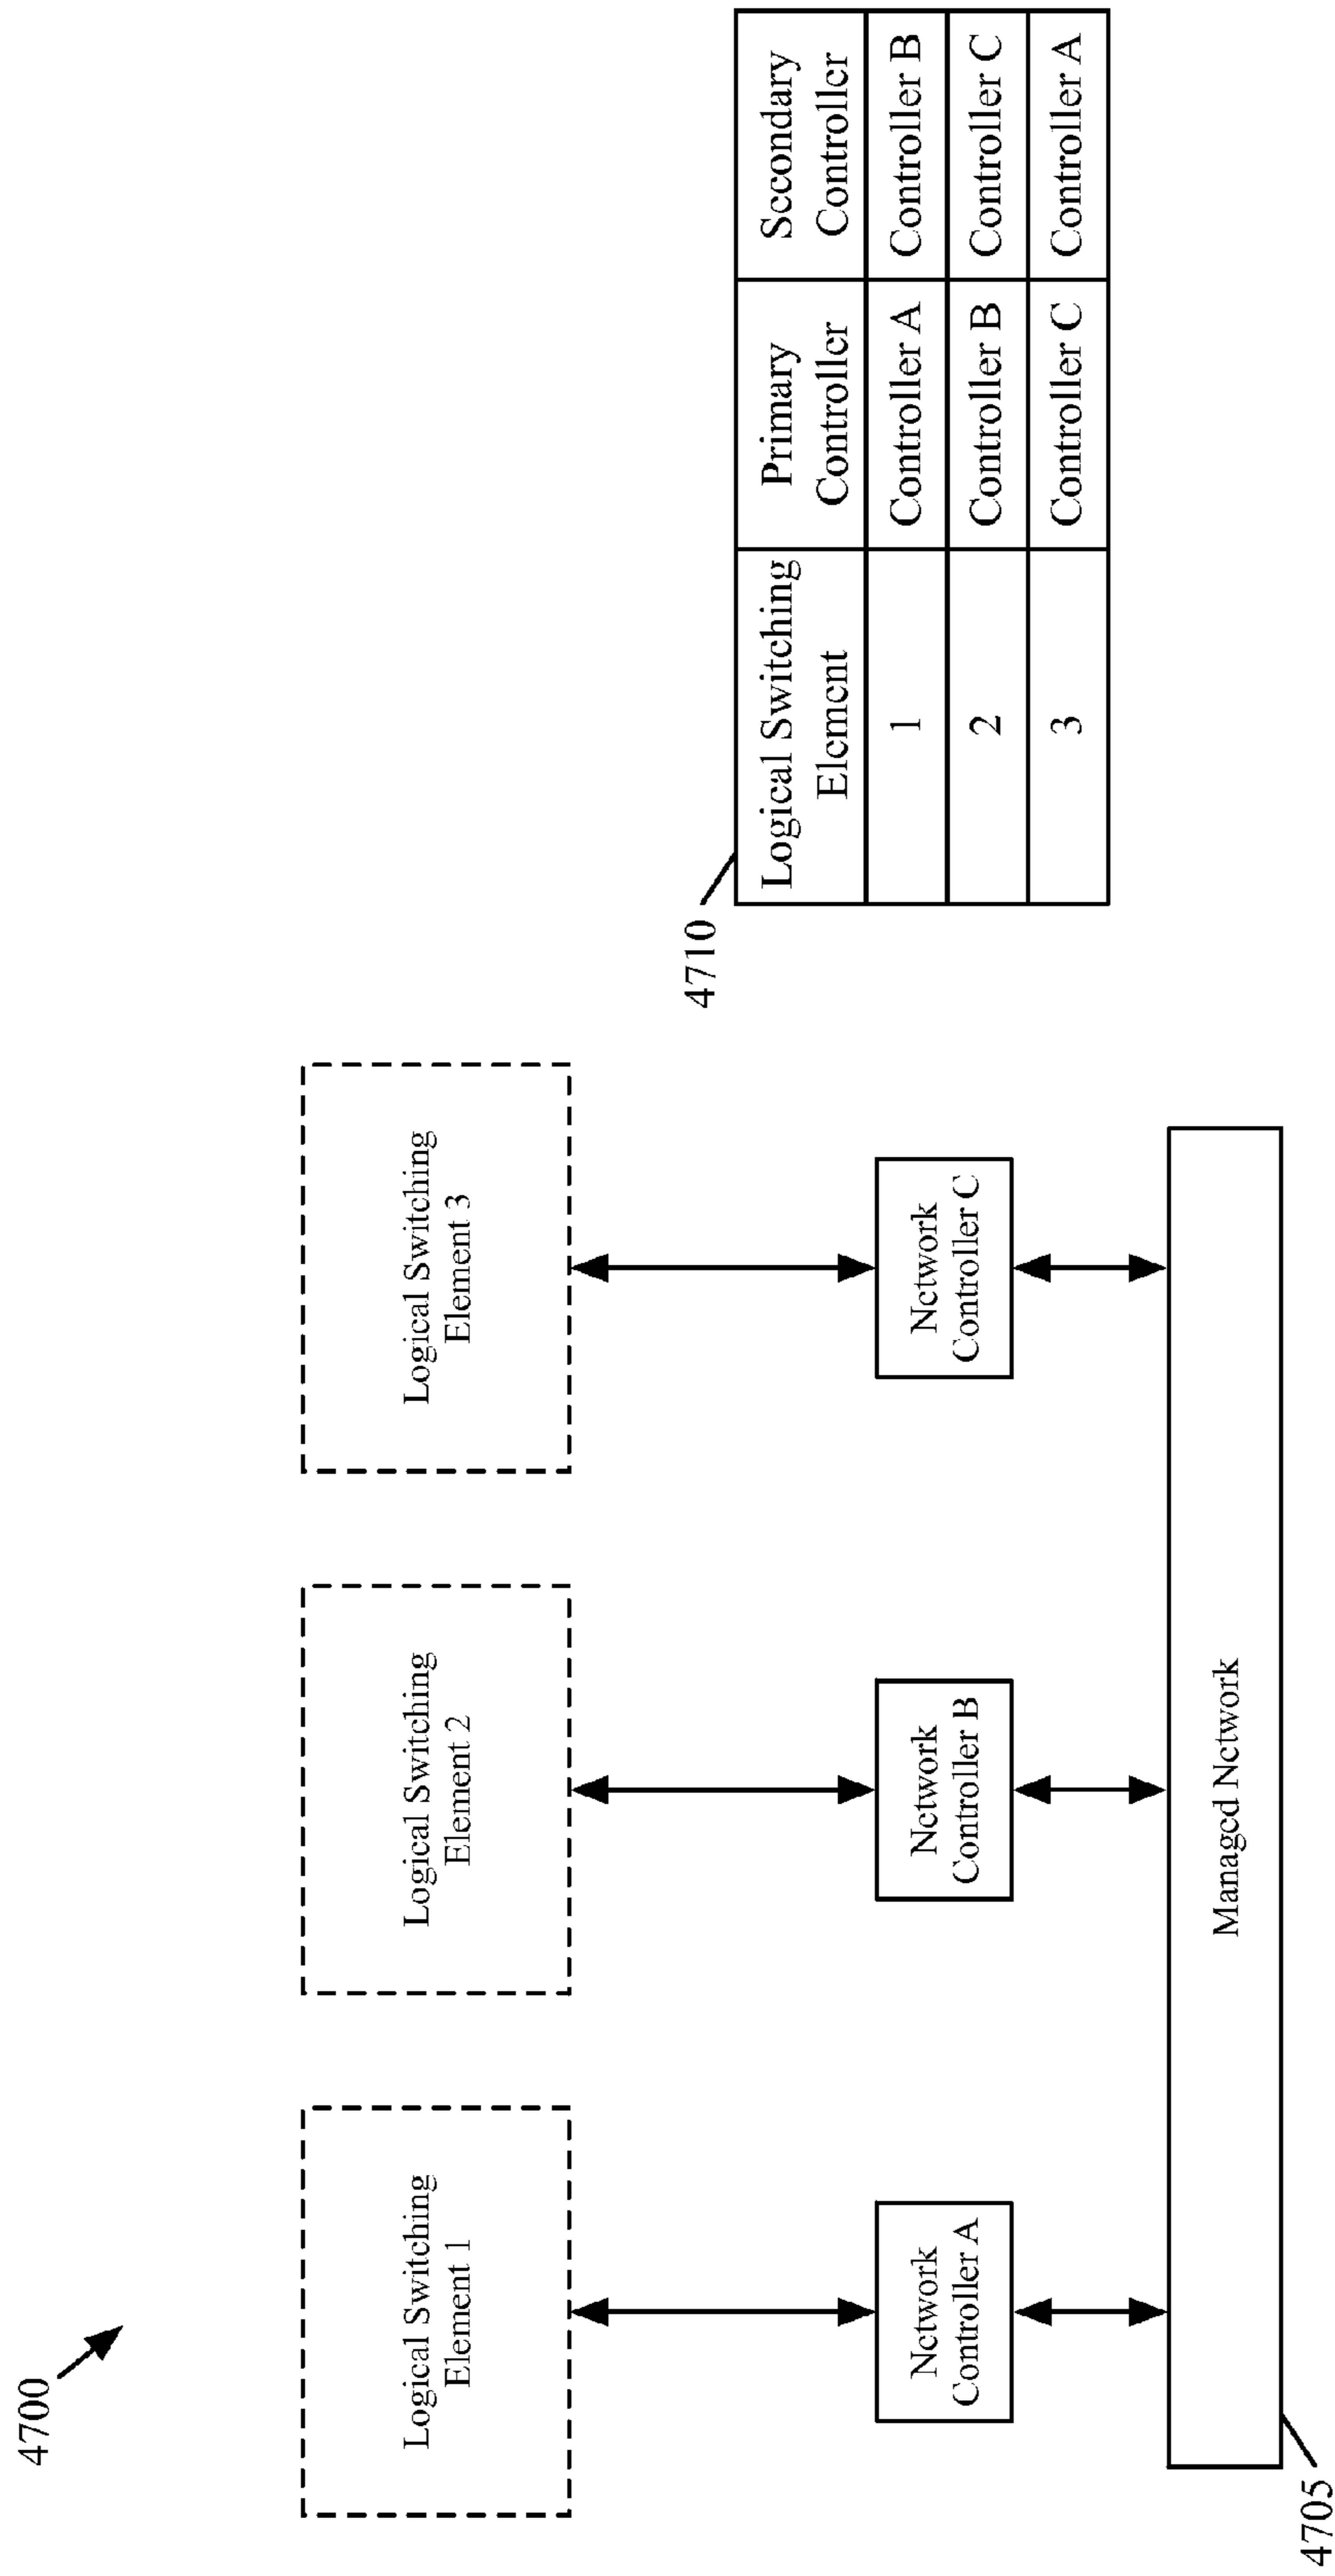 4700
Logical Switching
Element 1
Logical Switching
Element 2
Logical Switching
Element 3
Network
Controller A
Network
Controller B
Network
Controller C
Managed Network
4705
4710
Logical Switching
Element
Primary
Controller
Secondary
Controller
1
Controller A
Controller B
2
Controller B
Controller C
3
Controller C
Controller A